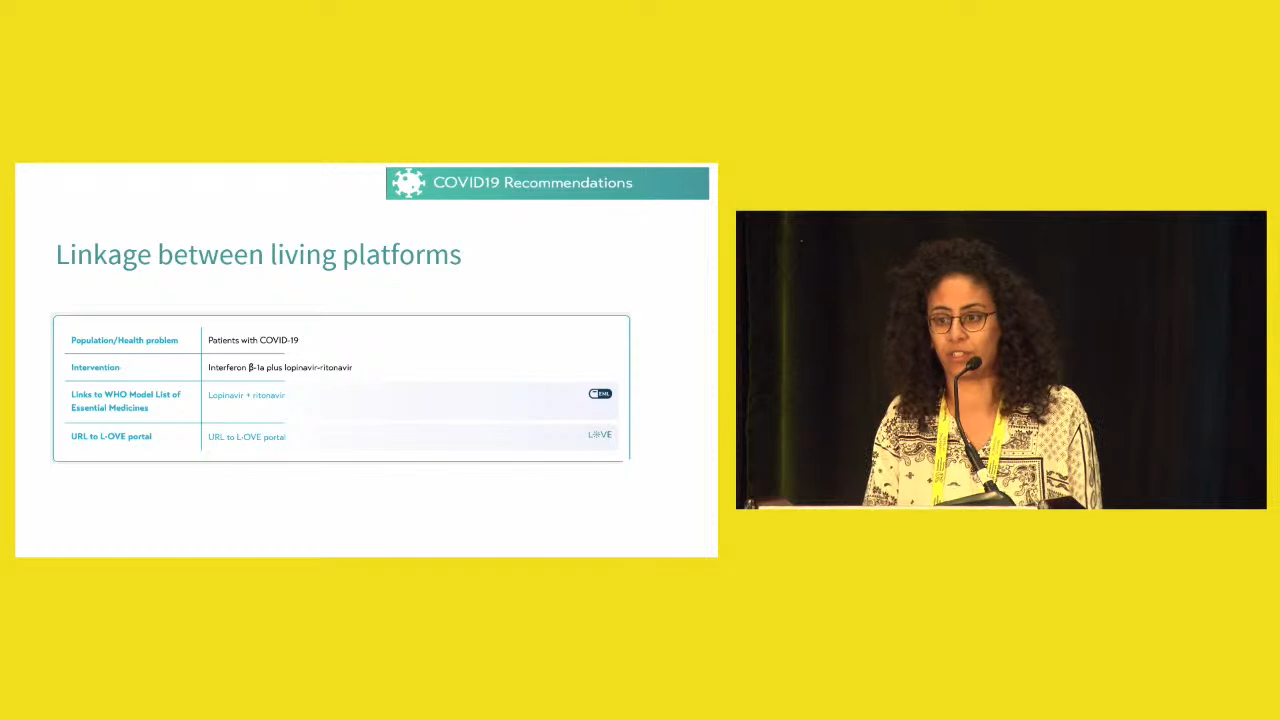 COVID19 Recommendations
Linkage between living platforms
Population/Health problem
Patients with COVID-19
Intervention
Interferon β-1a plus lopinavir-ritonavir
Links to WHO Model List of
Essential Medicines
Lopinavir + ritonavir
EML
URL to L·OVE portal
URL to L·OVE portal
L·OVE